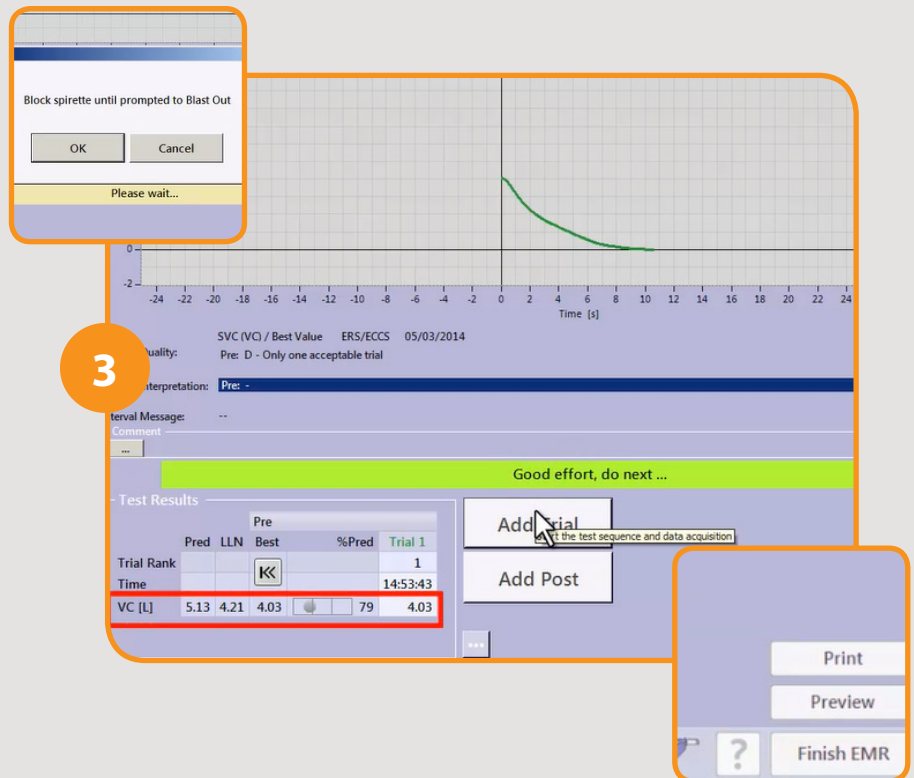 Block spirette until prompted to Blast Out
OK Cancel
Please wait...
0
-2
-24 -22 -20 -18 -16 -14 -12 -10 -8 -6 -4 -2 0 2 4 6 8 10 12 14 16 18 20 22 24
Time [s]
3
SVC (VC) / Best Value ERS/ECCS 05/03/2014
Pre: D - Only one acceptable trial
Pre: -
Message: --
Comment
...
Good effort, do next ...
Test Results
Pre
Pred LLN Best %Pred Trial 1
Trial Rank 1
Time 14:53:43
VC [L] 5.13 4.21 4.03 79 4.03
Add Trial
the test sequence and data acquisition
Add Post
...
Print
Preview
? Finish EMR